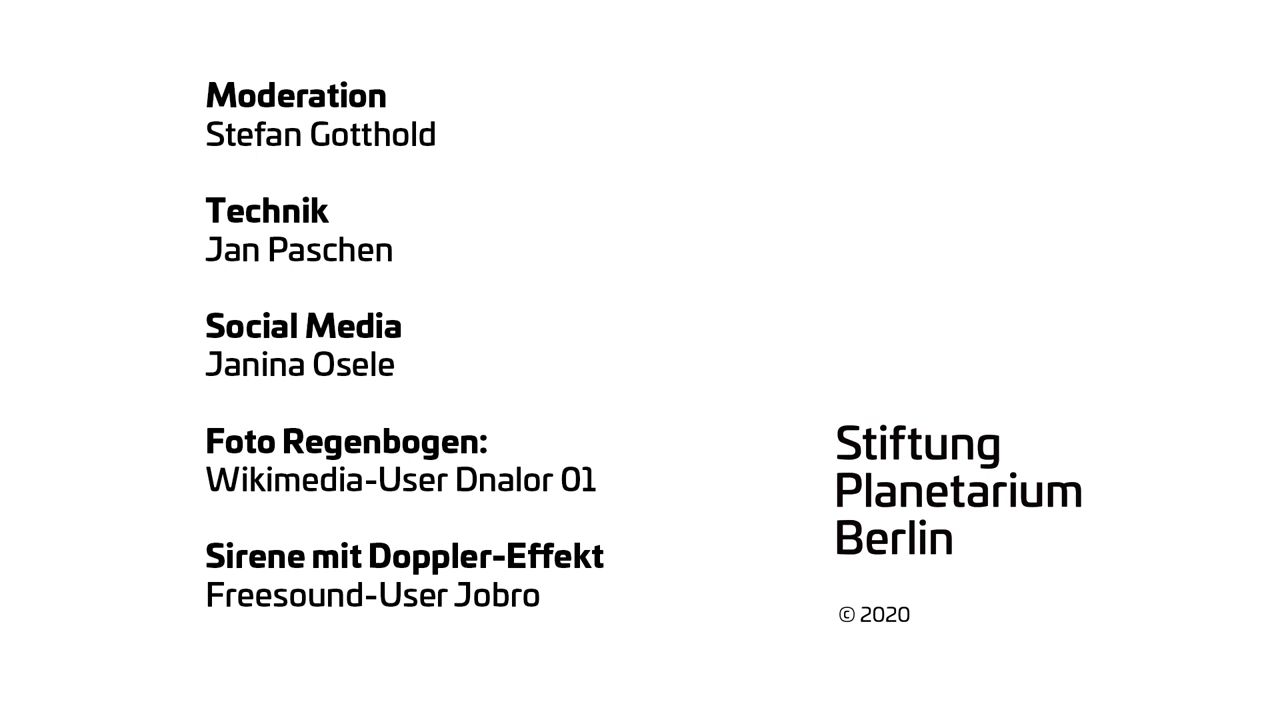 Moderation
Stefan Gotthold
Technik
Jan Paschen
Social Media
Janina Osele
Foto Regenbogen:
Wikimedia-User Dnalor 01
Sirene mit Doppler-Effekt
Freesound-User Jobro
Stiftung
Planetarium
Berlin
© 2020